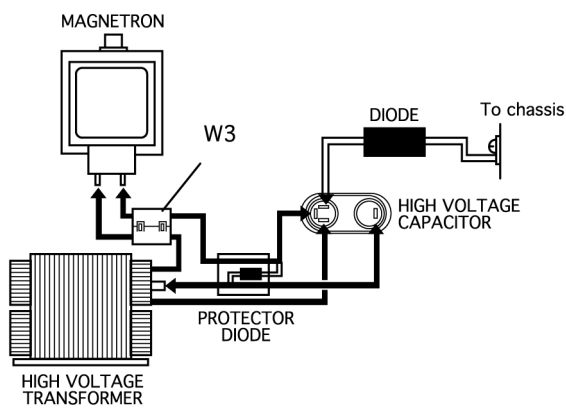 MAGNETRON
W3
DIODE
To chassis
HIGH VOLTAGE
CAPACITOR
PROTECTOR
DIODE
HIGH VOLTAGE
TRANSFORMER